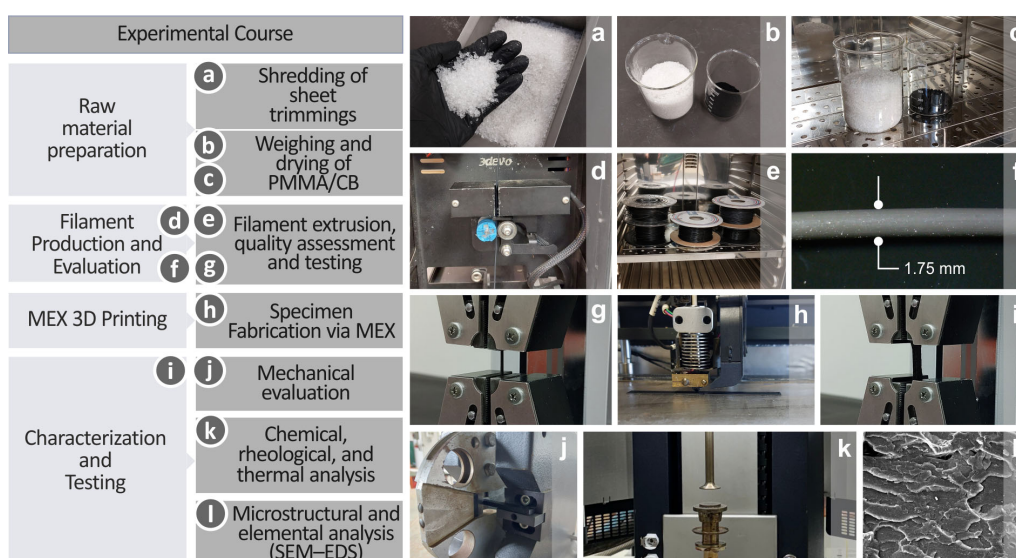 Experimental Course
Raw
material
preparation
a
Shredding of
sheet
trimmings
b
c
Weighing and
drying of
PMMA/CB
Filament
Production and
Evaluation
d
f
e
g
Filament extrusion,
quality assessment
and testing
MEX 3D Printing
h
Specimen
Fabrication via MEX
Characterization
and
Testing
i
j
Mechanical
evaluation
k
Chemical,
rheological, and
thermal analysis
l
Microstructural and
elemental analysis
(SEM–EDS)
a
b
c
3devo
d
e
f
1.75 mm
g
h
i
j
k
l